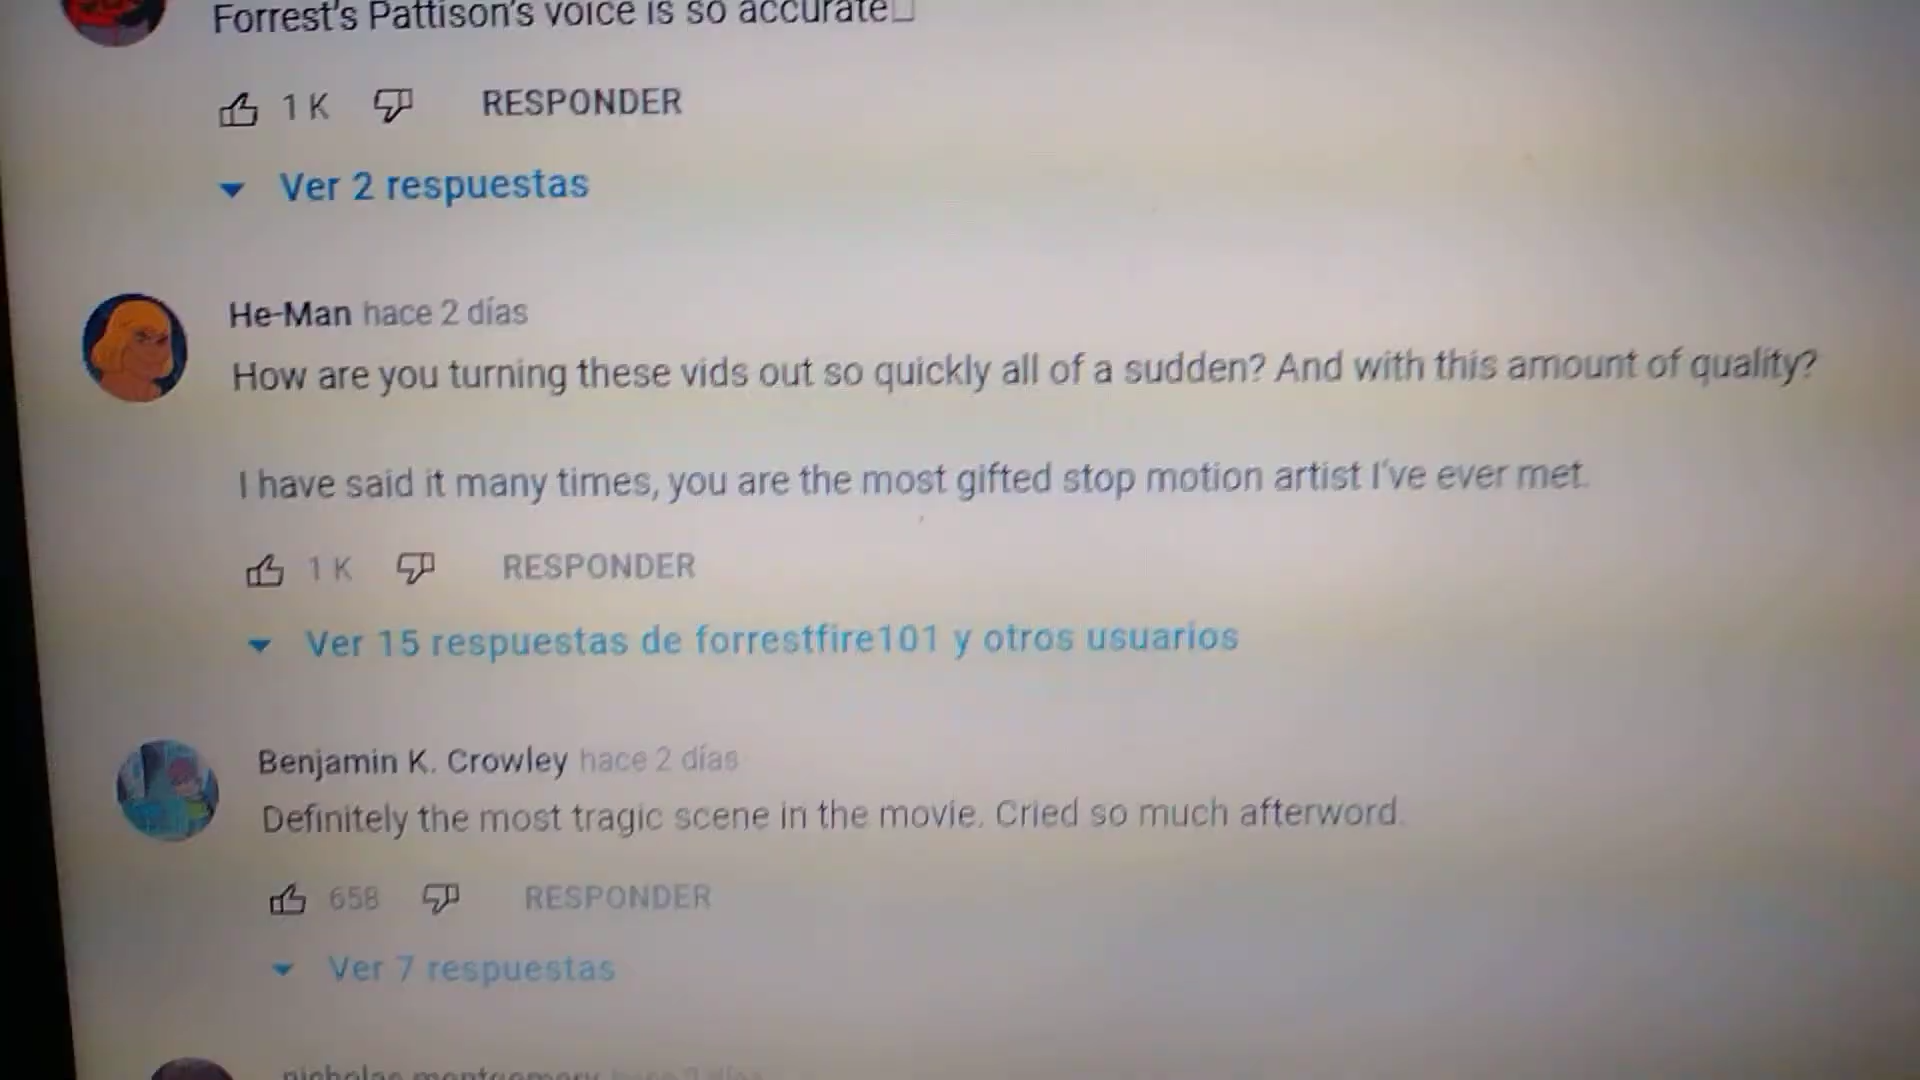 Forrest's Pattison's voice is so accurate□
1 K RESPONDER
Ver 2 respuestas
He-Man hace 2 días
How are you turning these vids out so quickly all of a sudden? And with this amount of quality?
I have said it many times, you are the most gifted stop motion artist I've ever met.
1 K RESPONDER
Ver 15 respuestas de forrestfire101 y otros usuarios
Benjamin K. Crowley hace 2 días
Definitely the most tragic scene in the movie. Cried so much afterword.
658 RESPONDER
Ver 7 respuestas
nicholas montgomery hace 2 días